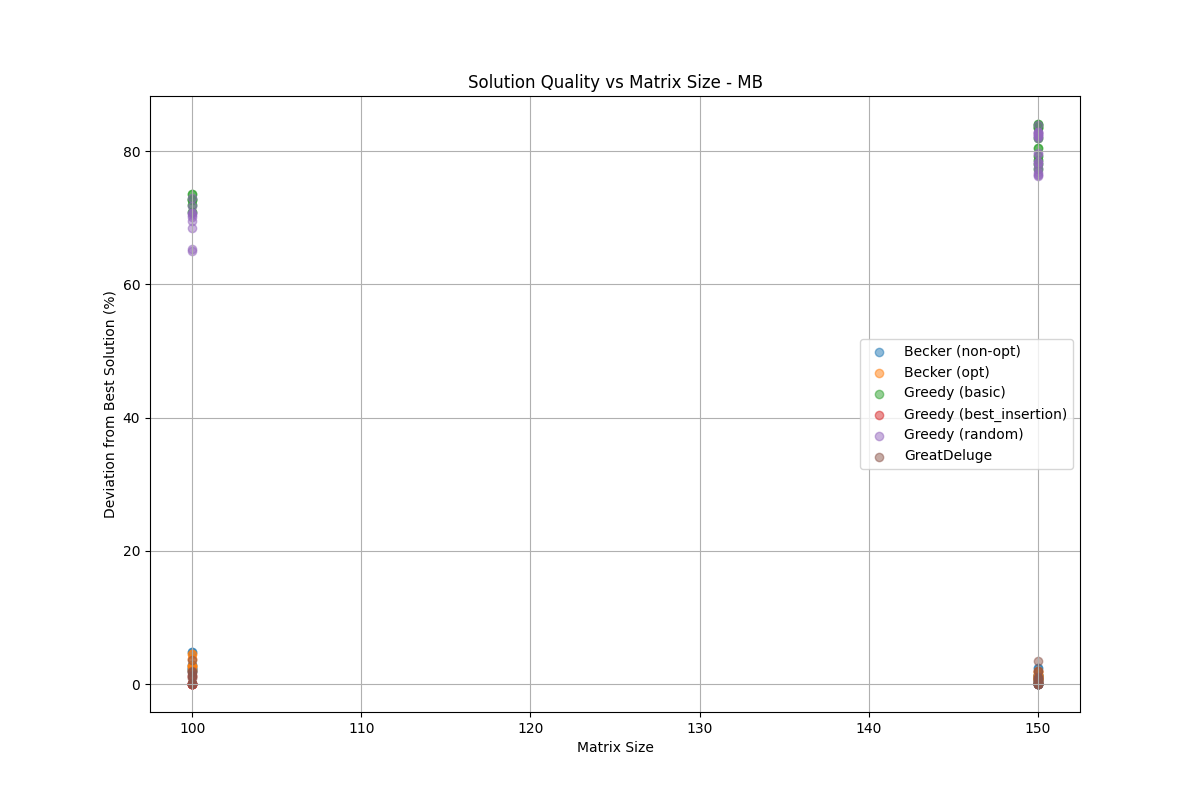 Solution Quality vs Matrix Size - MB
Deviation from Best Solution (%)
80
60
40
20
0
Becker (non-opt)
Becker (opt)
Greedy (basic)
Greedy (best_insertion)
Greedy (random)
GreatDeluge
100 110 120 130 140 150
Matrix Size